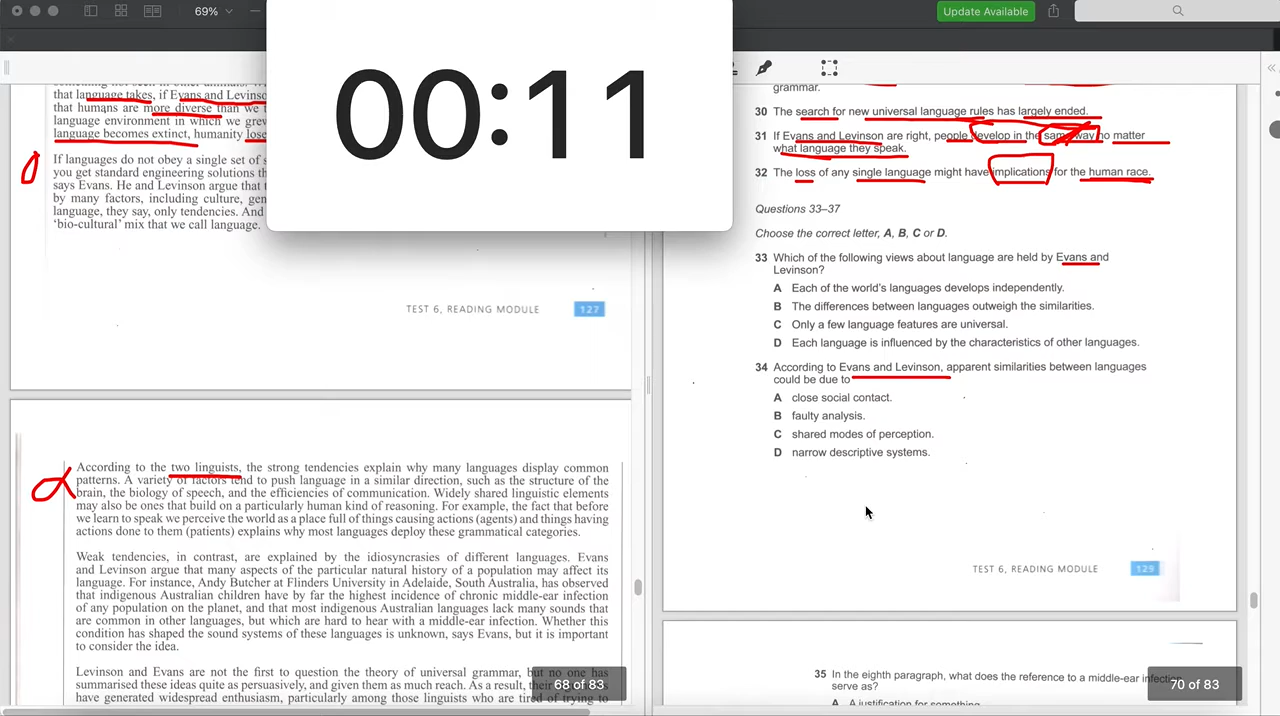 69%
Update Available
00:11
that language takes, if Evans and Levins
that humans are more diverse than we t
language environment in which we grew
language becomes extinct, humanity lose
If languages do not obey a single set of s
you get standard engineering solutions th
says Evans. He and Levinson argue that t
by many factors, including culture, gen
language, they say, only tendencies. And
'bio-cultural' mix that we call language.
TEST 6, READING MODULE 127
According to the two linguists, the strong tendencies explain why many languages display common
patterns. A variety of factors tend to push language in a similar direction, such as the structure of the
brain, the biology of speech, and the efficiencies of communication. Widely shared linguistic elements
may also be ones that build on a particularly human kind of reasoning. For example, the fact that before
we learn to speak we perceive the world as a place full of things causing actions (agents) and things having
actions done to them (patients) explains why most languages deploy these grammatical categories.
Weak tendencies, in contrast, are explained by the idiosyncrasies of different languages. Evans
and Levinson argue that many aspects of the particular natural history of a population may affect its
language. For instance, Andy Butcher at Flinders University in Adelaide, South Australia, has observed
that indigenous Australian children have by far the highest incidence of chronic middle-ear infection
of any population on the planet, and that most indigenous Australian languages lack many sounds that
are common in other languages, but which are hard to hear with a middle-ear infection. Whether this
condition has shaped the sound systems of these languages is unknown, says Evans, but it is important
to consider the idea.
Levinson and Evans are not the first to question the theory of universal grammar, but no one has
summarised these ideas quite as persuasively, and given them as much reach. As a result, their
have generated widespread enthusiasm, particularly among those linguists who are tired of trying to
68 of 83
grammar.
30 The search for new universal language rules has largely ended.
31 If Evans and Levinson are right, people develop in the same way no matter
what language they speak.
32 The loss of any single language might have implications for the human race.
Questions 33–37
Choose the correct letter, A, B, C or D.
33 Which of the following views about language are held by Evans and
Levinson?
A Each of the world's languages develops independently.
B The differences between languages outweigh the similarities.
C Only a few language features are universal.
D Each language is influenced by the characteristics of other languages.
34 According to Evans and Levinson, apparent similarities between languages
could be due to
A close social contact.
B faulty analysis.
C shared modes of perception.
D narrow descriptive systems.
TEST 6, READING MODULE 129
35 In the eighth paragraph, what does the reference to a middle-ear infection
serve as?
A A justification for something.
70 of 83